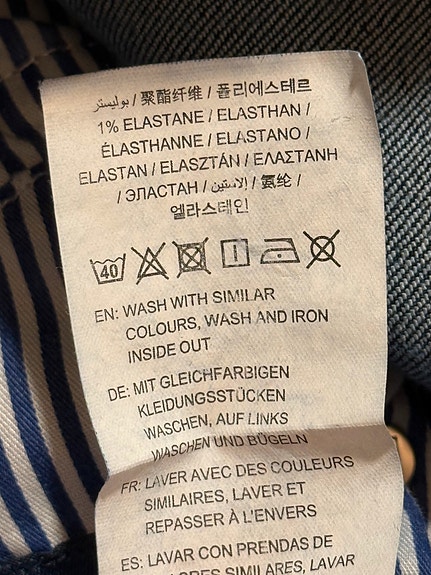 بوليستر / 聚酯纤维 / 폴리에스테르
1% ELASTANE / ELASTHAN /
ÉLASTHANNE / ELASTANO /
ELASTAN / ELASZTÁN / ΕΛΑΣΤΑΝΗ
/ ЭЛАСТАН / إلاستين / 氨纶 /
엘라스테인
40
EN: WASH WITH SIMILAR
COLOURS, WASH AND IRON
INSIDE OUT
DE: MIT GLEICHFARBIGEN
KLEIDUNGSSTÜCKEN
WASCHEN, AUF LINKS
WASCHEN UND BÜGELN
FR: LAVER AVEC DES COULEURS
SIMILAIRES, LAVER ET
REPASSER À L'ENVERS
ES: LAVAR CON PRENDAS DE
SIMILARES, LAVAR